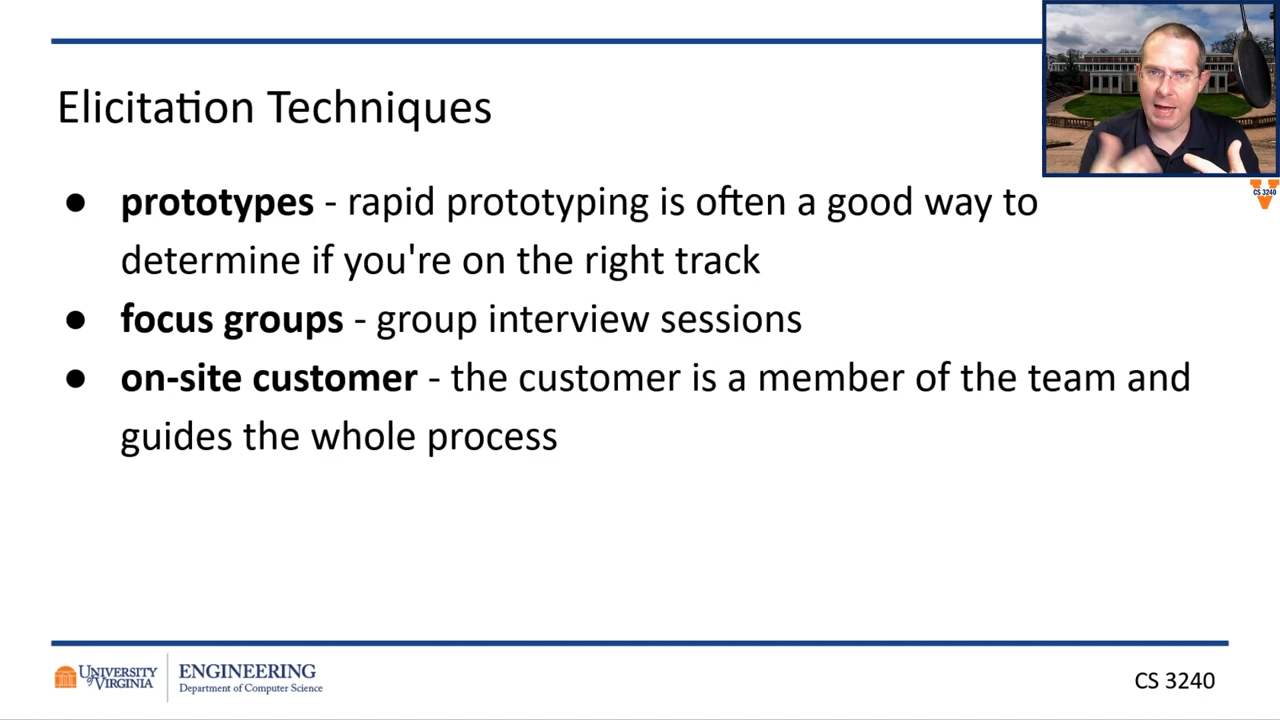 Elicitation Techniques
CS 3240
● prototypes - rapid prototyping is often a good way to
determine if you're on the right track
● focus groups - group interview sessions
● on-site customer - the customer is a member of the team and
guides the whole process
UNIVERSITY
of VIRGINIA
ENGINEERING
Department of Computer Science
CS 3240